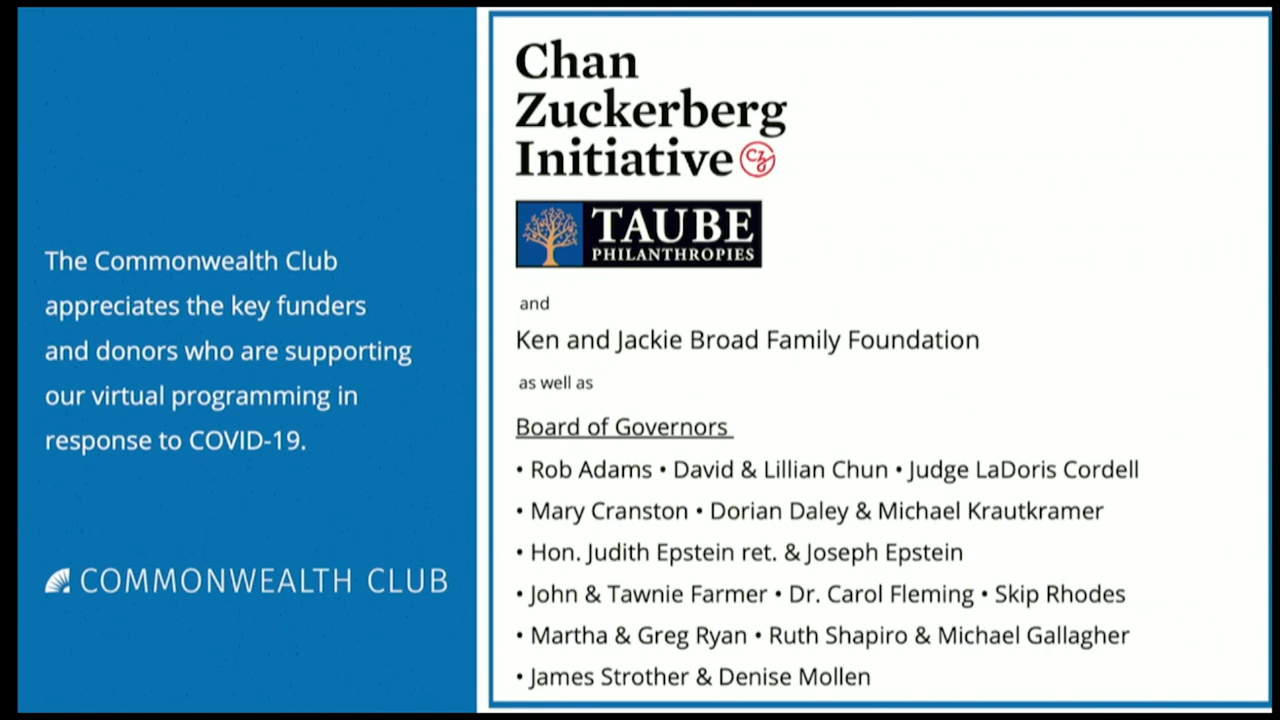 The Commonwealth Club
appreciates the key funders
and donors who are supporting
our virtual programming in
response to COVID-19.
COMMONWEALTH CLUB
Chan
Zuckerberg
Initiative
CZ
TAUBE
PHILANTHROPIES
and
Ken and Jackie Broad Family Foundation
as well as
Board of Governors
• Rob Adams • David & Lillian Chun • Judge LaDoris Cordell
• Mary Cranston • Dorian Daley & Michael Krautkramer
• Hon. Judith Epstein ret. & Joseph Epstein
• John & Tawnie Farmer • Dr. Carol Fleming • Skip Rhodes
• Martha & Greg Ryan • Ruth Shapiro & Michael Gallagher
• James Strother & Denise Mollen